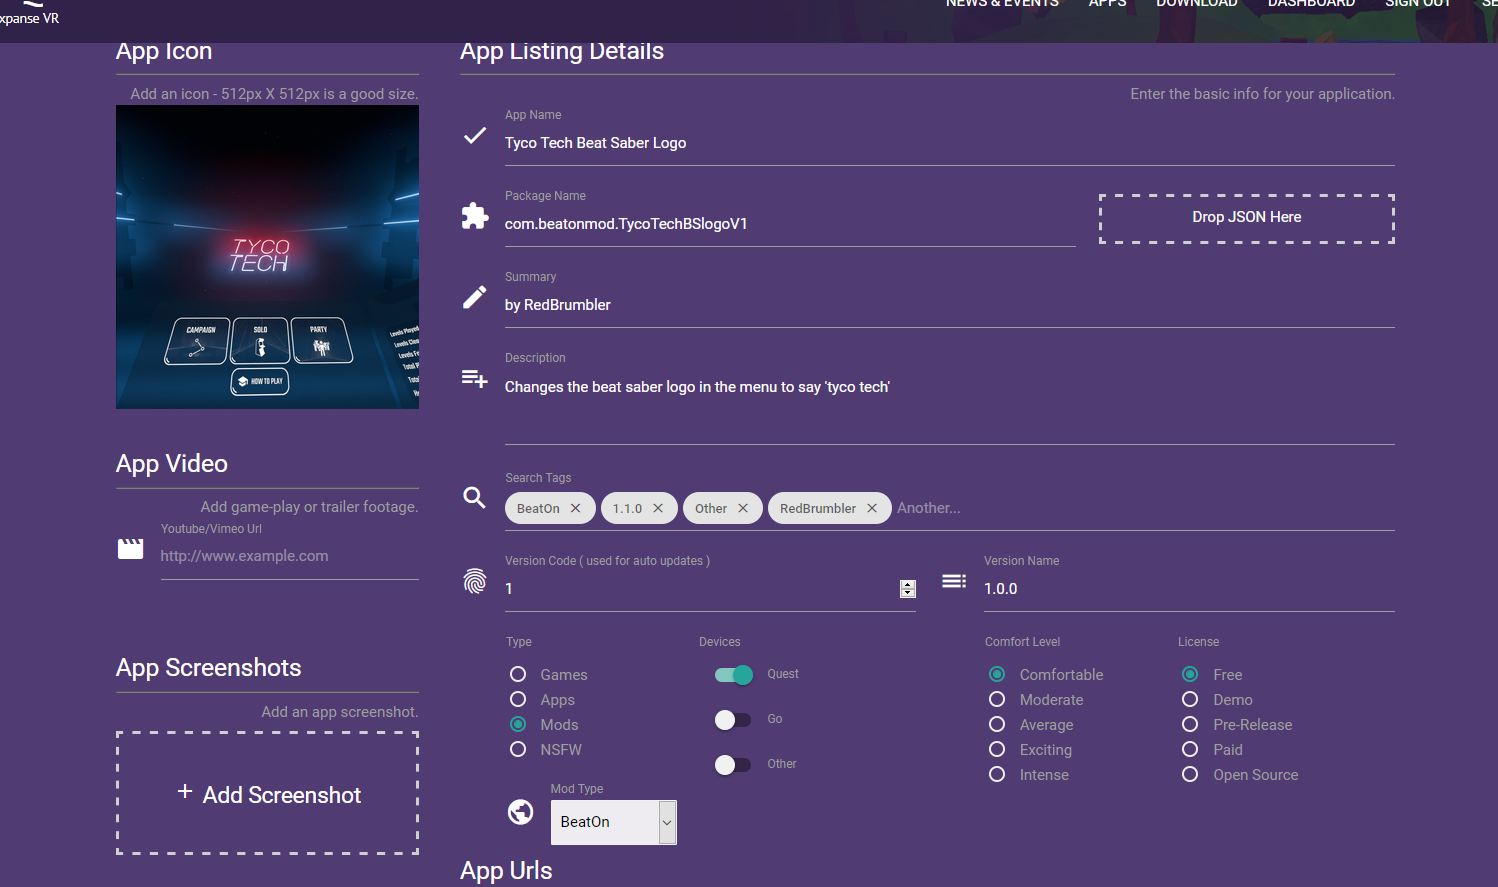 xpanse VR
NEWS & EVENTS
APPS
DOWNLOAD
DASHBOARD
SIGN OUT
App Icon
Add an icon - 512px X 512px is a good size.
TYCO
TECH
CAMPAIGN
SOLO
PARTY
HOW TO PLAY
Levels Played
App Video
Add game-play or trailer footage.
Youtube/Vimeo Url
http://www.example.com
App Screenshots
Add an app screenshot.
+ Add Screenshot
App Listing Details
Enter the basic info for your application.
App Name
Tyco Tech Beat Saber Logo
Package Name
com.beatonmod.TycoTechBSlogoV1
Drop JSON Here
Summary
by RedBrumbler
Description
Changes the beat saber logo in the menu to say 'tyco tech'
Search Tags
BeatOn ✕ 1.1.0 ✕ Other ✕ RedBrumbler ✕ Another...
Version Code ( used for auto updates )
1
Version Name
1.0.0
Type
Games
Apps
Mods
NSFW
Devices
Quest
Go
Other
Comfort Level
Comfortable
Moderate
Average
Exciting
Intense
License
Free
Demo
Pre-Release
Paid
Open Source
Mod Type
BeatOn
App Urls